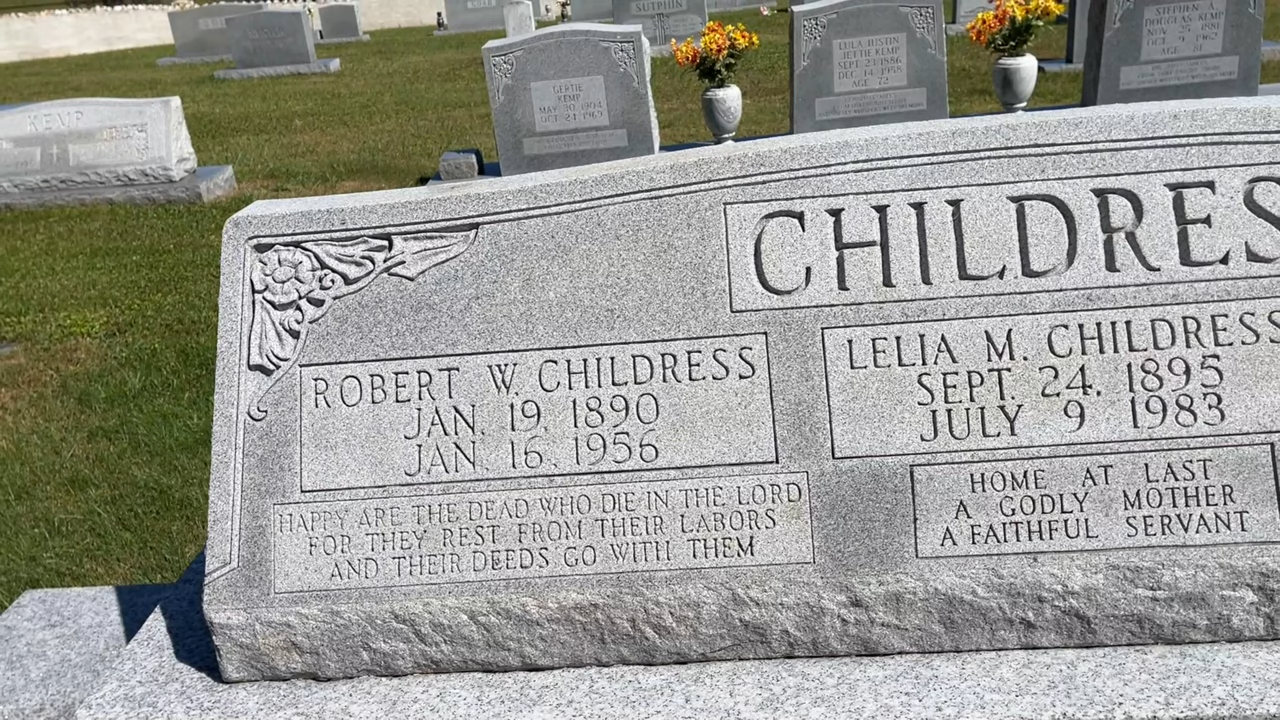 SUTPHIN
STEPHEN A.
DOUGLAS KEMP
NOV 25 1881
OCT 1962
AGE 81
LULA JUSTIN
JETTIE KEMP
SEPT 23 1886
DEC 14 1958
AGE 72
GERTIE
KEMP
MAY 30 1904
OCT 24 1969
KEMP
CHILDRES
ROBERT W. CHILDRESS
JAN. 19. 1890
JAN. 16. 1956
HAPPY ARE THE DEAD WHO DIE IN THE LORD
FOR THEY REST FROM THEIR LABORS
AND THEIR DEEDS GO WITH THEM
LELIA M. CHILDRESS
SEPT. 24. 1895
JULY 9 1983
HOME AT LAST
A GODLY MOTHER
A FAITHFUL SERVANT